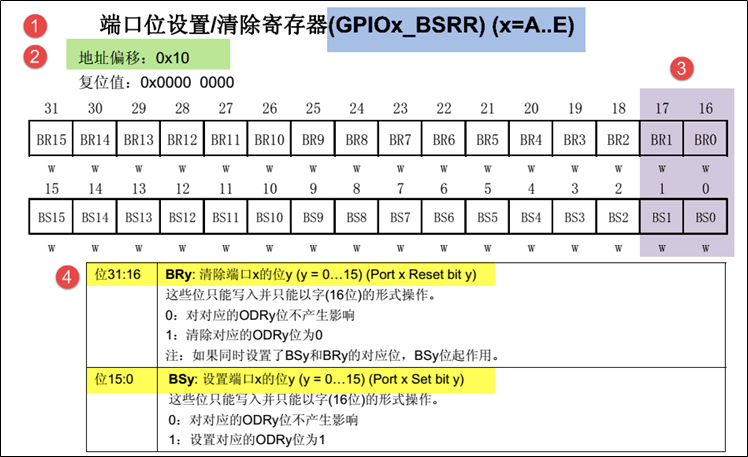 1 端口位设置/清除寄存器(GPIOx_BSRR) (x=A..E)
2 地址偏移：0x10
复位值：0x0000 0000
3
31 30 29 28 27 26 25 24 23 22 21 20 19 18 17 16
BR15 BR14 BR13 BR12 BR11 BR10 BR9 BR8 BR7 BR6 BR5 BR4 BR3 BR2 BR1 BR0
w w w w w w w w w w w w w w w w
15 14 13 12 11 10 9 8 7 6 5 4 3 2 1 0
BS15 BS14 BS13 BS12 BS11 BS10 BS9 BS8 BS7 BS6 BS5 BS4 BS3 BS2 BS1 BS0
w w w w w w w w w w w w w w w w
4 位31:16 BRy: 清除端口x的位y (y = 0…15) (Port x Reset bit y)
这些位只能写入并只能以字(16位)的形式操作。
0：对对应的ODRy位不产生影响
1：清除对应的ODRy位为0
注：如果同时设置了BSy和BRy的对应位，BSy位起作用。
位15:0 BSy: 设置端口x的位y (y = 0…15) (Port x Set bit y)
这些位只能写入并只能以字(16位)的形式操作。
0：对对应的ODRy位不产生影响
1：设置对应的ODRy位为1